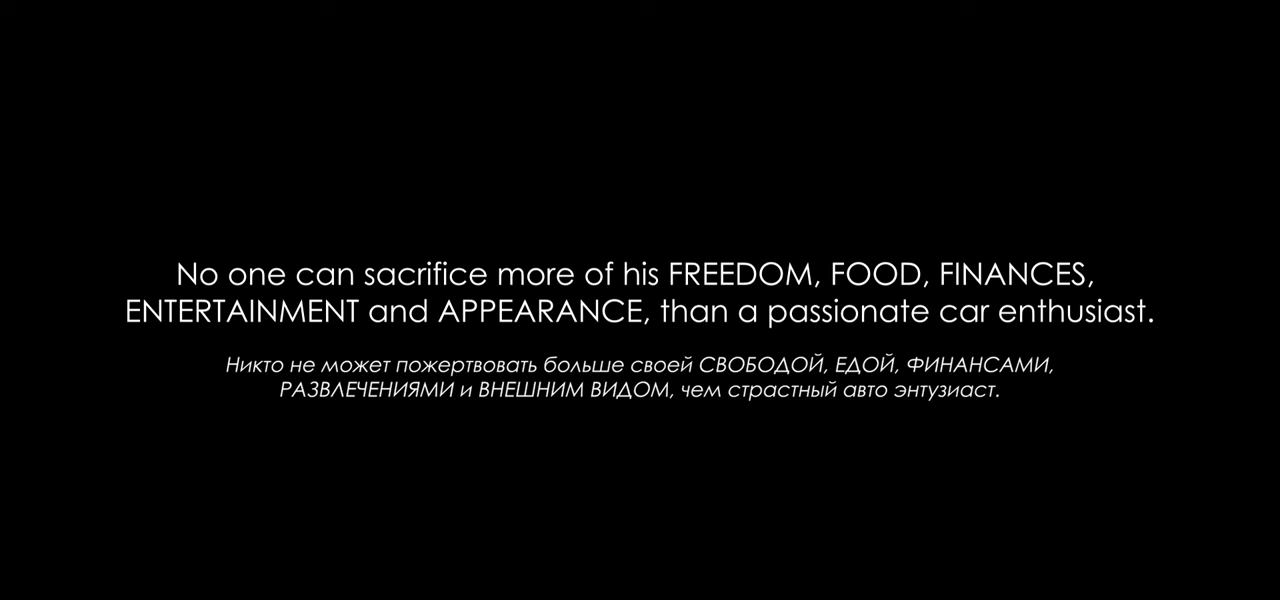 No one can sacrifice more of his FREEDOM, FOOD, FINANCES,
ENTERTAINMENT and APPEARANCE, than a passionate car enthusiast.
Никто не может пожертвовать больше своей СВОБОДОЙ, ЕДОЙ, ФИНАНСАМИ,
РАЗВЛЕЧЕНИЯМИ и ВНЕШНИМ ВИДОМ, чем страстный авто энтузиаст.